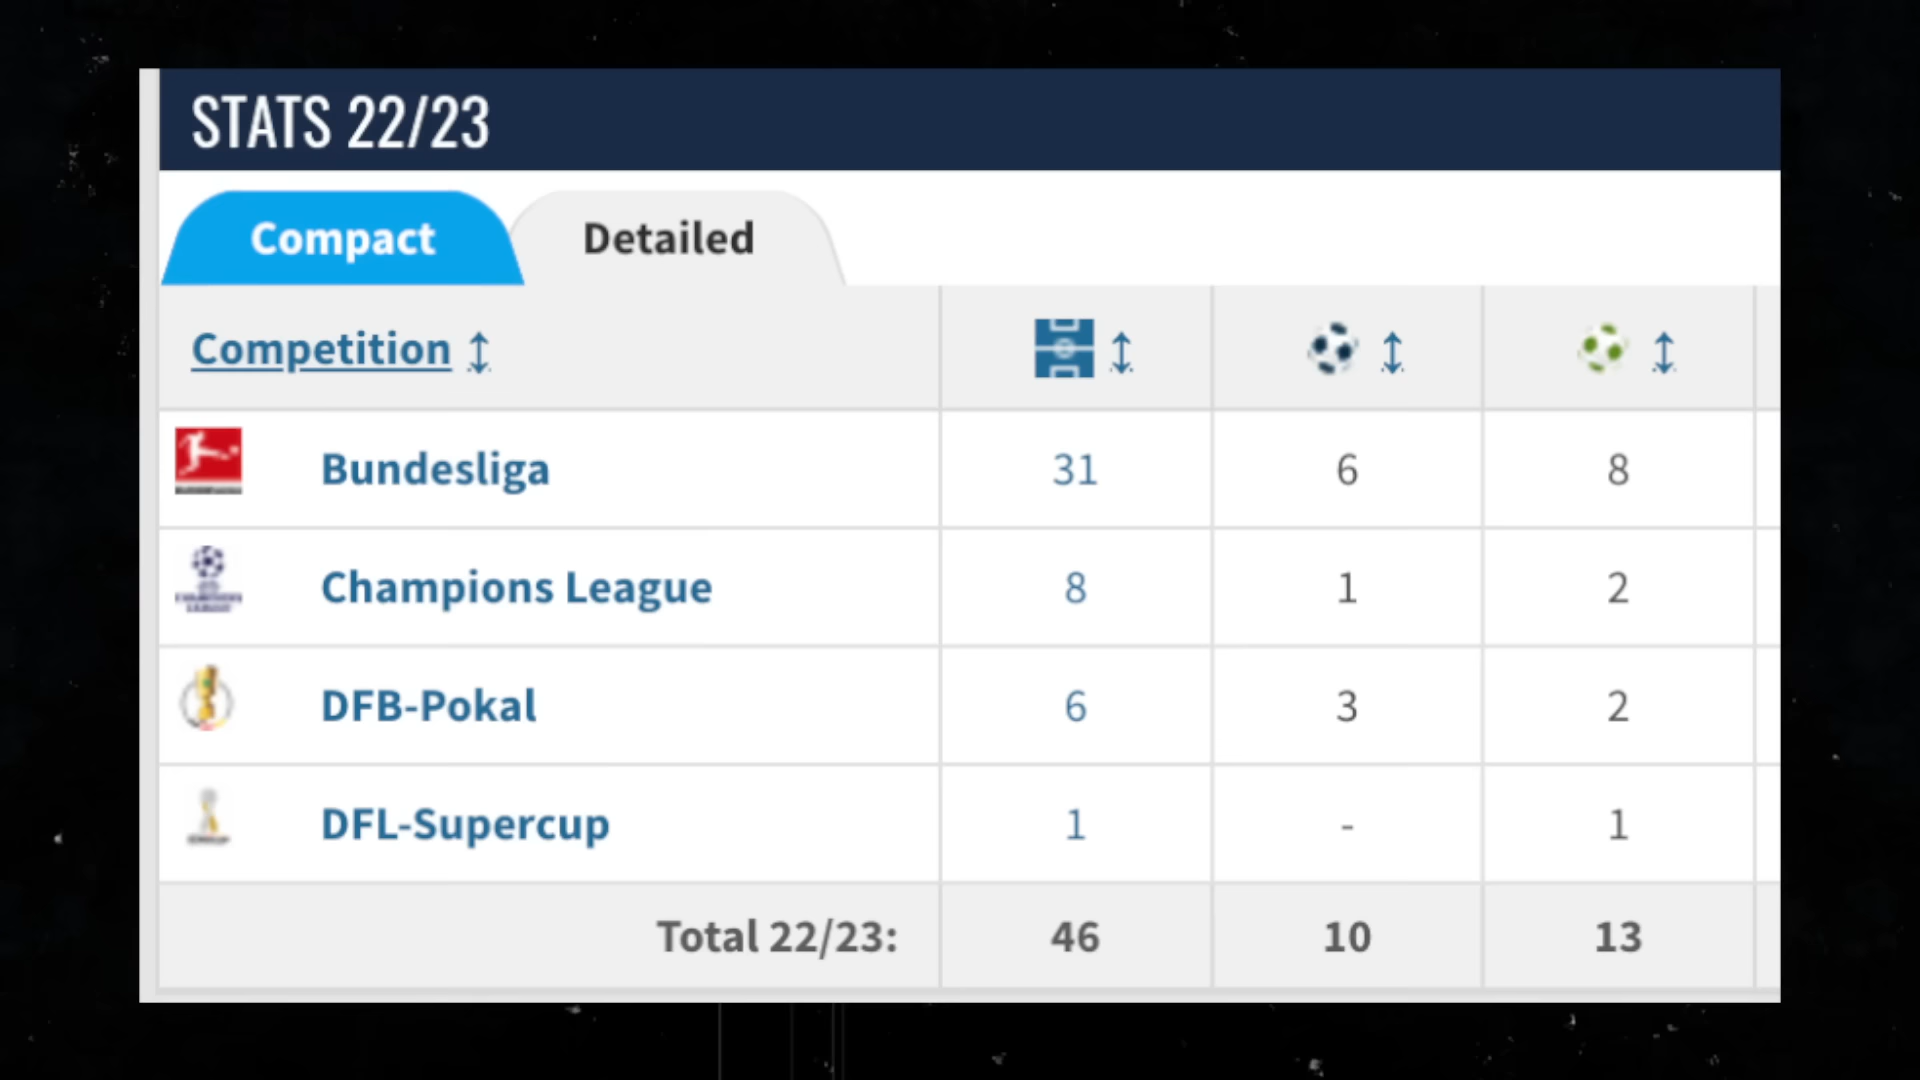 STATS 22/23
Compact Detailed
Competition
Bundesliga 31 6 8
Champions League 8 1 2
DFB-Pokal 6 3 2
DFL-Supercup 1 - 1
Total 22/23: 46 10 13